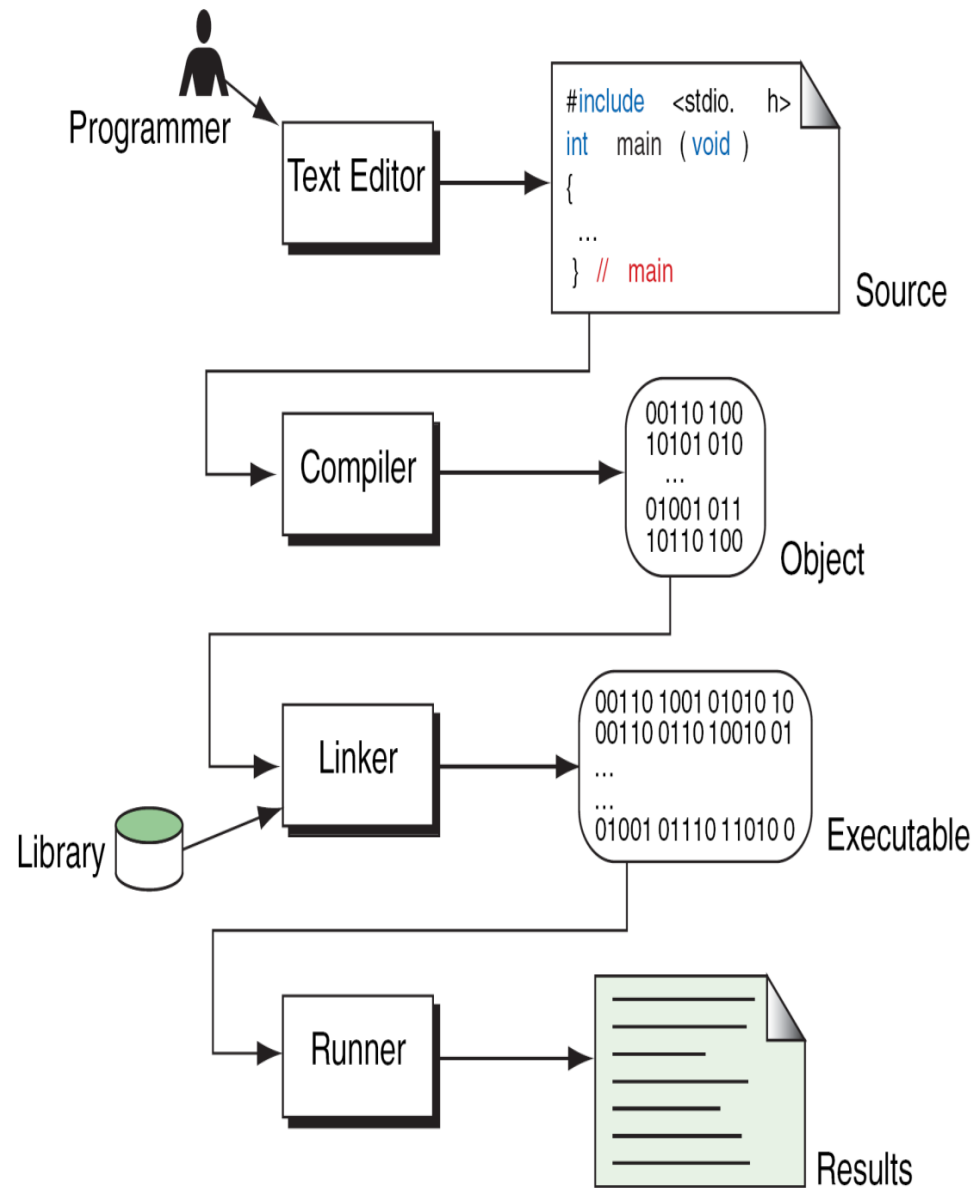 Programmer
Text Editor
#include <stdio. h>
int main ( void )
{
...
} // main
Source
Compiler
00110 100
10101 010
...
01001 011
10110 100
Object
Linker
Library
00110 1001 01010 10
00110 0110 10010 01
...
...
01001 01110 11010 0
Executable
Runner
Results